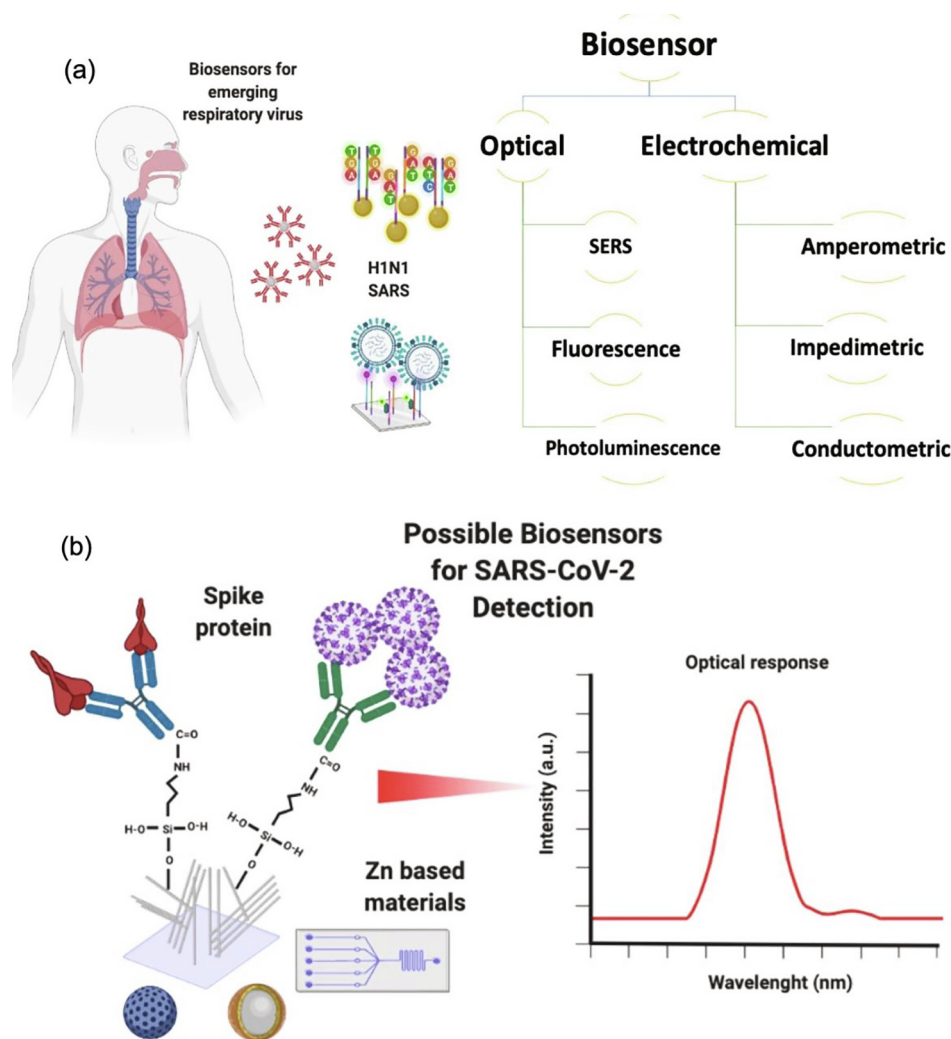 (a)
Biosensors for
emerging
respiratory virus
T
G
A
T
G
A
G
A
T
G
A
T
A
T
C
G
A
T
H1N1
SARS
Biosensor
Optical
Electrochemical
SERS
Amperometric
Fluorescence
Impedimetric
Photoluminescence
Conductometric
(b)
Possible Biosensors
for SARS-CoV-2
Detection
Spike
protein
C=O
NH
H-O
Si
O-H
O
C=O
NH
H-O
Si
O-H
O
Zn based
materials
Optical response
Intensity (a.u.)
Wavelenght (nm)